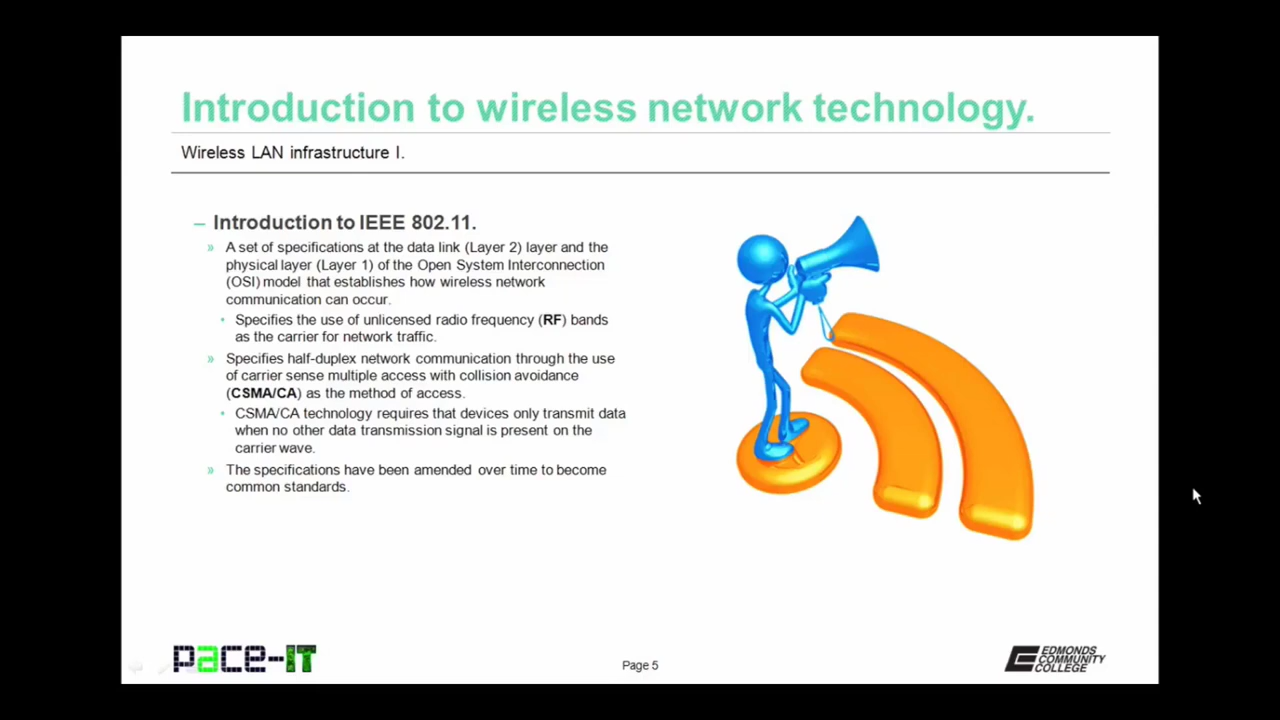 Introduction to wireless network technology.
Wireless LAN infrastructure I.
– Introduction to IEEE 802.11.
» A set of specifications at the data link (Layer 2) layer and the
physical layer (Layer 1) of the Open System Interconnection
(OSI) model that establishes how wireless network
communication can occur.
• Specifies the use of unlicensed radio frequency (RF) bands
as the carrier for network traffic.
» Specifies half-duplex network communication through the use
of carrier sense multiple access with collision avoidance
(CSMA/CA) as the method of access.
• CSMA/CA technology requires that devices only transmit data
when no other data transmission signal is present on the
carrier wave.
» The specifications have been amended over time to become
common standards.
pace-IT
Page 5
EDMONDS
COMMUNITY
COLLEGE